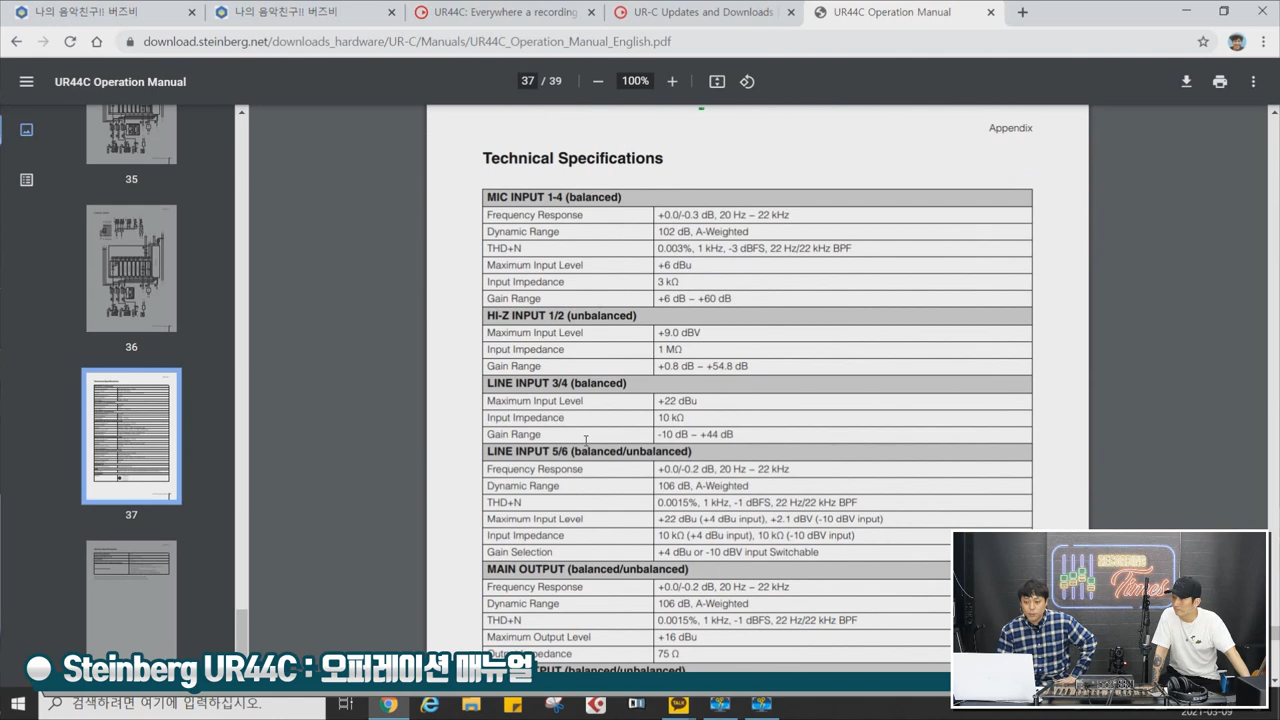 나의 음악친구!! 버즈비
나의 음악친구!! 버즈비
UR44C: Everywhere a recording
UR-C Updates and Downloads
UR44C Operation Manual
download.steinberg.net/downloads_hardware/UR-C/Manuals/UR44C_Operation_Manual_English.pdf
UR44C Operation Manual
37 / 39
100%
35
36
37
Appendix
Technical Specifications
MIC INPUT 1-4 (balanced)
Frequency Response +0.0/-0.3 dB, 20 Hz – 22 kHz
Dynamic Range 102 dB, A-Weighted
THD+N 0.003%, 1 kHz, -3 dBFS, 22 Hz/22 kHz BPF
Maximum Input Level +6 dBu
Input Impedance 3 kΩ
Gain Range +6 dB – +60 dB
HI-Z INPUT 1/2 (unbalanced)
Maximum Input Level +9.0 dBV
Input Impedance 1 MΩ
Gain Range +0.8 dB – +54.8 dB
LINE INPUT 3/4 (balanced)
Maximum Input Level +22 dBu
Input Impedance 10 kΩ
Gain Range -10 dB – +44 dB
LINE INPUT 5/6 (balanced/unbalanced)
Frequency Response +0.0/-0.2 dB, 20 Hz – 22 kHz
Dynamic Range 106 dB, A-Weighted
THD+N 0.0015%, 1 kHz, -1 dBFS, 22 Hz/22 kHz BPF
Maximum Input Level +22 dBu (+4 dBu input), +2.1 dBV (-10 dBV input)
Input Impedance 10 kΩ (+4 dBu input), 10 kΩ (-10 dBV input)
Gain Selection +4 dBu or -10 dBV input Switchable
MAIN OUTPUT (balanced/unbalanced)
Frequency Response +0.0/-0.2 dB, 20 Hz – 22 kHz
Dynamic Range 106 dB, A-Weighted
THD+N 0.0015%, 1 kHz, -1 dBFS, 22 Hz/22 kHz BPF
Maximum Output Level +16 dBu
Output Impedance 75 Ω
Times
Steinberg UR44C : 오퍼레이션 매뉴얼
검색하려면 여기에 입력하십시오.
TALK
2021-03-09